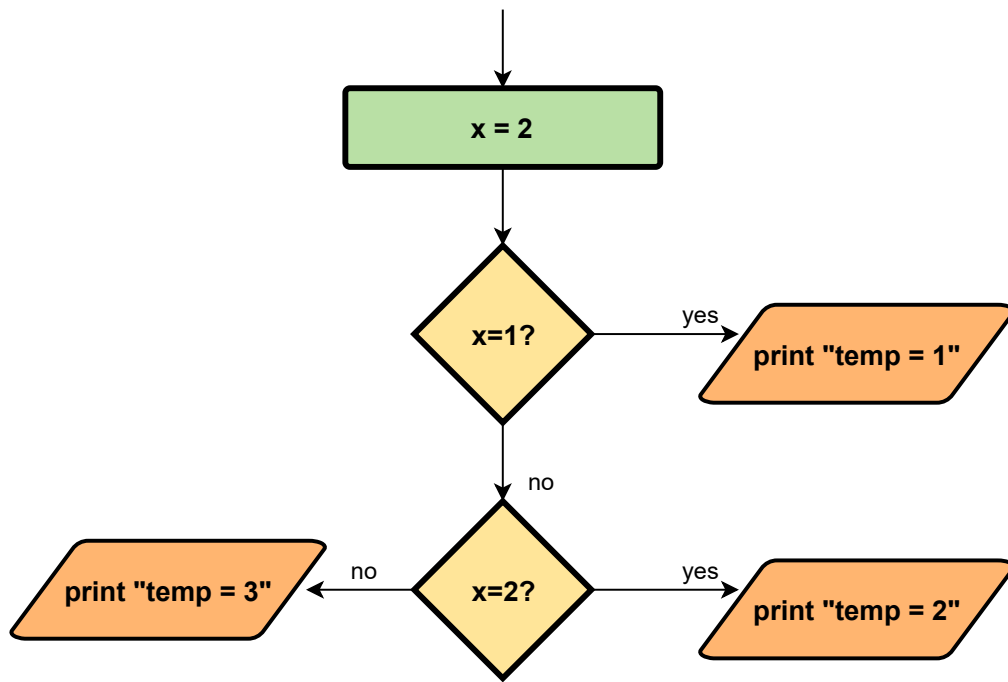 x = 2
x=1?
yes
print "temp = 1"
no
print "temp = 3"
no
x=2?
yes
print "temp = 2"